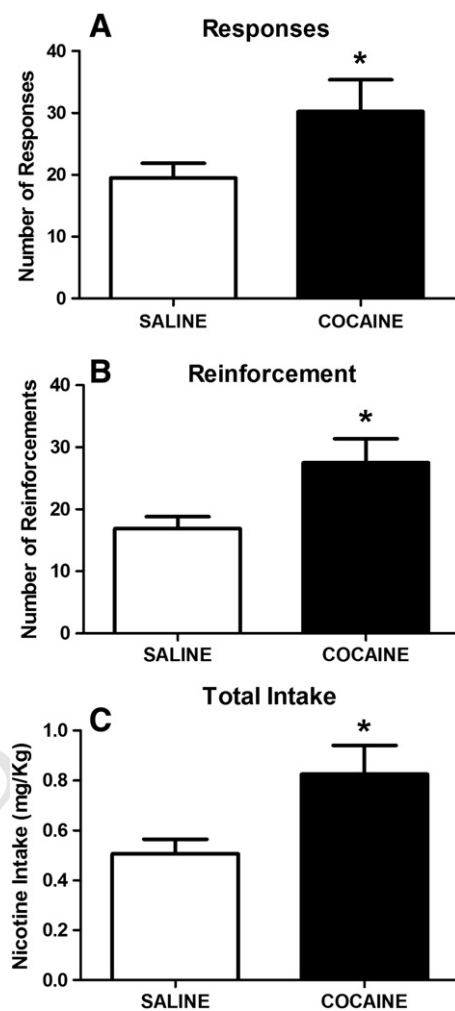 A
Responses
Number of Responses
40
30
20
10
0
*
SALINE
COCAINE
B
Reinforcement
Number of Reinforcements
40
30
20
10
0
*
SALINE
COCAINE
C
Total Intake
Nicotine Intake (mg/Kg)
1.0
0.8
0.6
0.4
0.2
0.0
*
SALINE
COCAINE